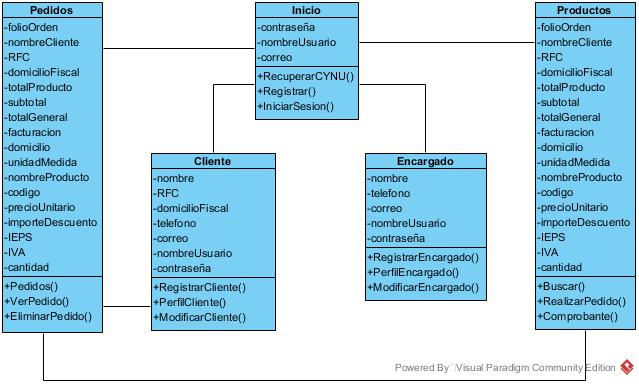 Pedidos
-folioOrden
-nombreCliente
-RFC
-domicilioFiscal
-totalProducto
-subtotal
-totalGeneral
-facturacion
-domicilio
-unidadMedida
-nombreProducto
-codigo
-precioUnitario
-importeDescuento
-IEPS
-IVA
-cantidad
+Pedidos()
+VerPedido()
+EliminarPedido()
Inicio
-contraseña
-nombreUsuario
-correo
+RecuperarCYNU()
+Registrar()
+IniciarSesion()
Productos
-folioOrden
-nombreCliente
-RFC
-domicilioFiscal
-totalProducto
-subtotal
-totalGeneral
-facturacion
-domicilio
-unidadMedida
-nombreProducto
-codigo
-precioUnitario
-importeDescuento
-IEPS
-IVA
-cantidad
+Buscar()
+RealizarPedido()
+Comprobante()
Cliente
-nombre
-RFC
-domicilioFiscal
-telefono
-correo
-nombreUsuario
-contraseña
+RegistrarCliente()
+PerfilCliente()
+ModificarCliente()
Encargado
-nombre
-telefono
-correo
-nombreUsuario
-contraseña
+RegistrarEncargado()
+PerfilEncargado()
+ModificarEncargado()
Powered By Visual Paradigm Community Edition